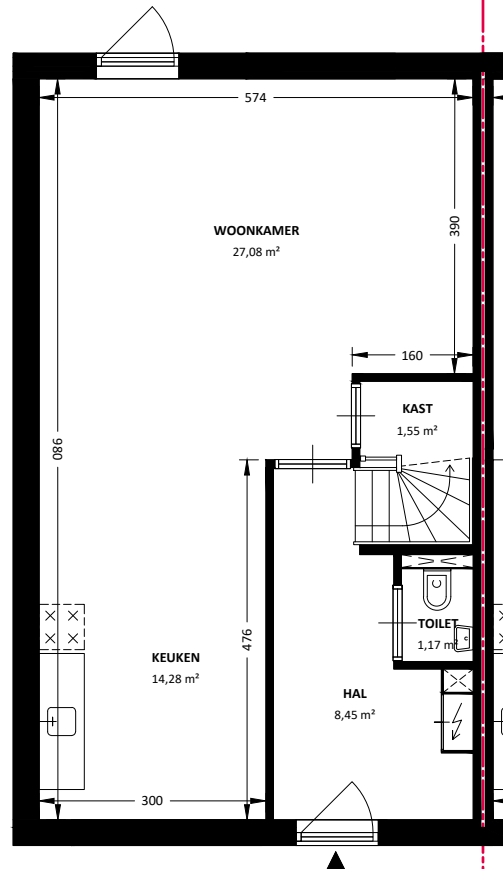 574
390
WOONKAMER
27,08 m²
160
KAST
1,55 m²
980
476
TOILET
1,17 m²
KEUKEN
14,28 m²
HAL
8,45 m²
300